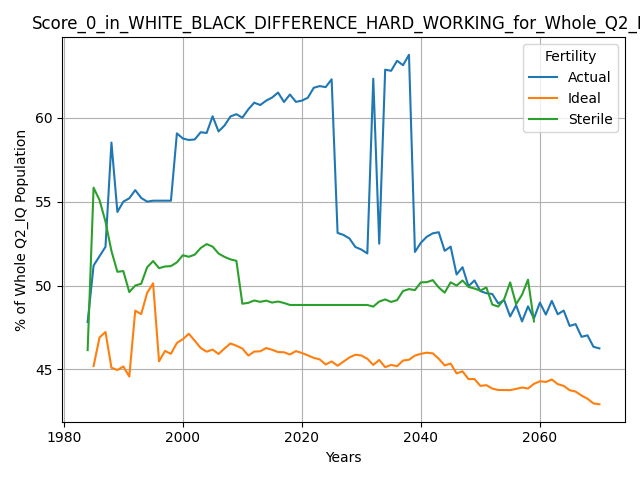 Score_0_in_WHITE_BLACK_DIFFERENCE_HARD_WORKING_for_Whole_Q2_I
Fertility
Actual
Ideal
Sterile
% of Whole Q2_IQ Population
60
55
50
45
1980
2000
2020
2040
2060
Years